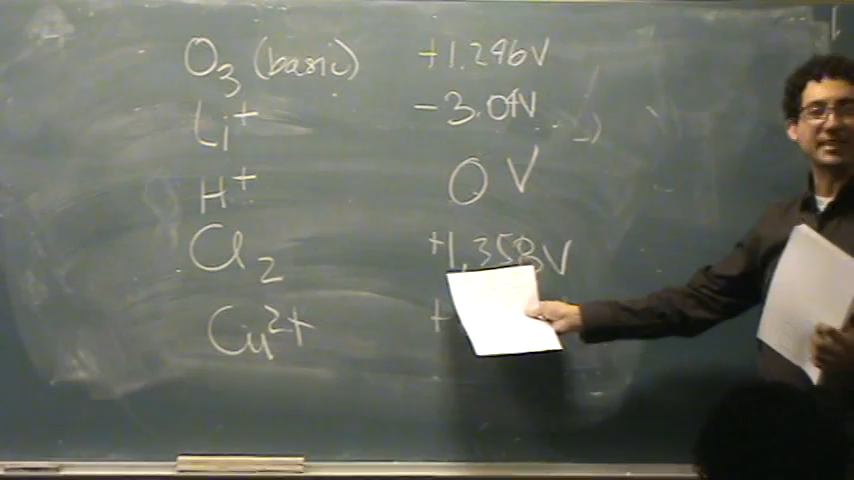 O3 (basic) +1.246V
Li+ -3.04V
H+ 0 V
Cl2 +1.358V
Cu2+ +